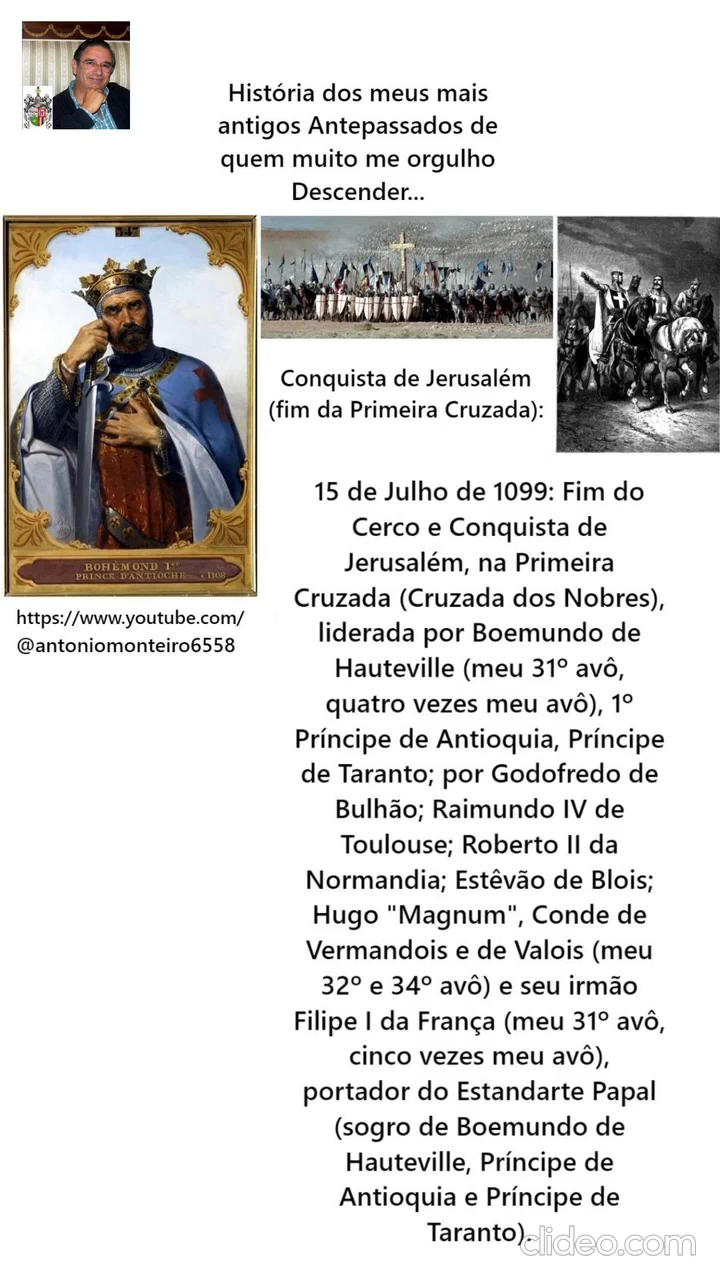 História dos meus mais
antigos Antepassados de
quem muito me orgulho
Descender...
BOHÉMOND 1er
PRINCE D'ANTIOCHE
1108
https://www.youtube.com/
@antoniomonteiro6558
Conquista de Jerusalém
(fim da Primeira Cruzada):
15 de Julho de 1099: Fim do
Cerco e Conquista de
Jerusalém, na Primeira
Cruzada (Cruzada dos Nobres),
liderada por Boemundo de
Hauteville (meu 31º avô,
quatro vezes meu avô), 1º
Príncipe de Antioquia, Príncipe
de Taranto; por Godofredo de
Bulhão; Raimundo IV de
Toulouse; Roberto II da
Normandia; Estêvão de Blois;
Hugo "Magnum", Conde de
Vermandois e de Valois (meu
32º e 34º avô) e seu irmão
Filipe I da França (meu 31º avô,
cinco vezes meu avô),
portador do Estandarte Papal
(sogro de Boemundo de
Hauteville, Príncipe de
Antioquia e Príncipe de
Taranto).
clideo.com